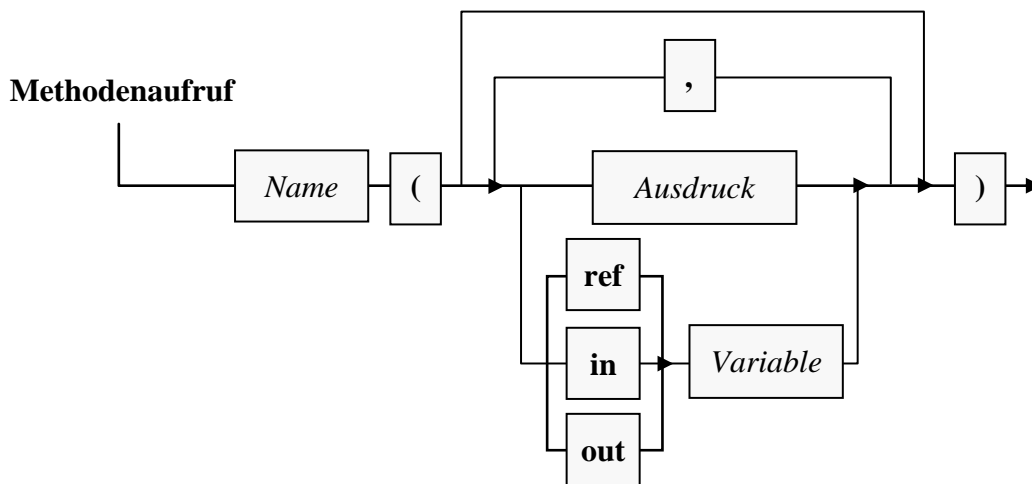 ,
Methodenaufruf
Name ( Ausdruck )
ref
in Variable
out